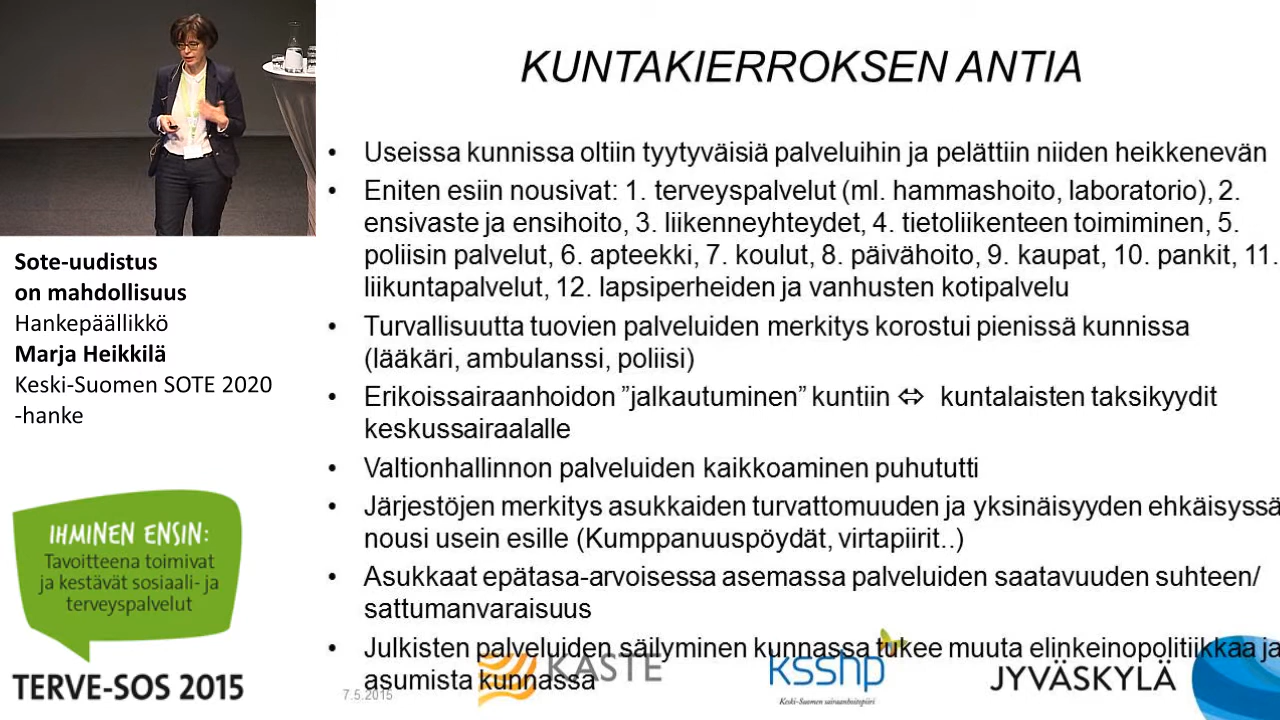 KUNTAKIERROKSEN ANTIA
• Useissa kunnissa oltiin tyytyväisiä palveluihin ja pelättiin niiden heikkenevän
• Eniten esiin nousivat: 1. terveyspalvelut (ml. hammashoito, laboratorio), 2.
ensivaste ja ensihoito, 3. liikenneyhteydet, 4. tietoliikenteen toimiminen, 5.
poliisin palvelut, 6. apteekki, 7. koulut, 8. päivähoito, 9. kaupat, 10. pankit, 11.
liikuntapalvelut, 12. lapsiperheiden ja vanhusten kotipalvelu
• Turvallisuutta tuovien palveluiden merkitys korostui pienissä kunnissa
(lääkäri, ambulanssi, poliisi)
• Erikoissairaanhoidon ”jalkautuminen” kuntiin ⇔ kuntalaisten taksikyydit
keskussairaalalle
• Valtionhallinnon palveluiden kaikkoaminen puhututti
• Järjestöjen merkitys asukkaiden turvattomuuden ja yksinäisyyden ehkäisyssä
nousi usein esille (Kumppanuuspöydät, virtapiirit..)
• Asukkaat epätasa-arvoisessa asemassa palveluiden saatavuuden suhteen/
sattumanvaraisuus
• Julkisten palveluiden säilyminen kunnassa tukee muuta elinkeinopolitiikkaa ja
asumista kunnassa
7.5.2015
KASTE
ksshp
Keski-Suomen sairaanhoitopiiri
JYVÄSKYLÄ
Sote-uudistus
on mahdollisuus
Hankepäällikkö
Marja Heikkilä
Keski-Suomen SOTE 2020
-hanke
IHMINEN ENSIN:
Tavoitteena toimivat
ja kestävät sosiaali- ja
terveyspalvelut
TERVE-SOS 2015